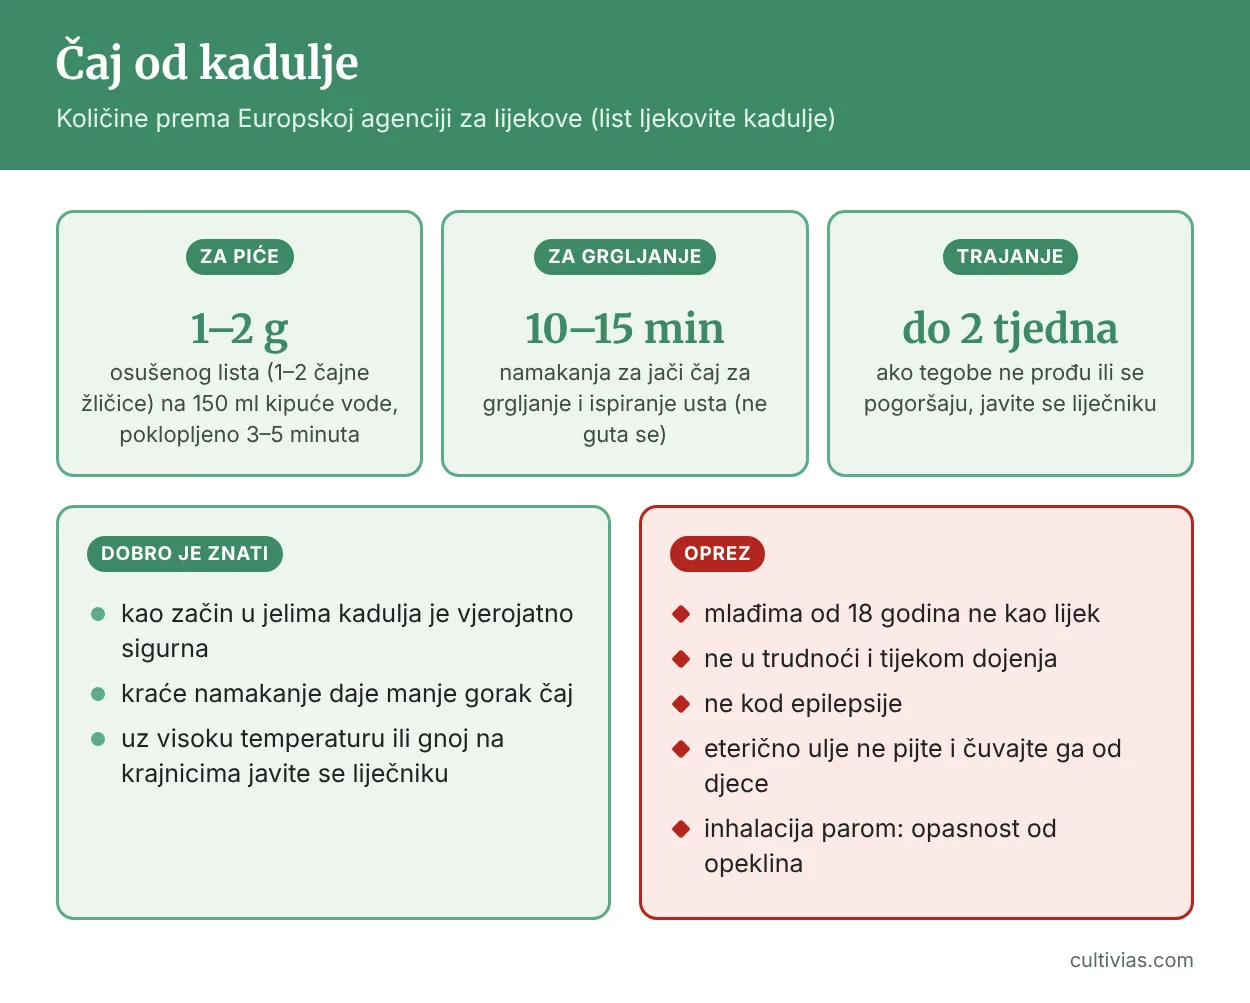 Čaj od kadulje
Količine prema Europskoj agenciji za lijekove (list ljekovite kadulje)
ZA PIĆE
1–2 g
osušenog lista (1–2 čajne
žličice) na 150 ml kipuće vode,
poklopljeno 3–5 minuta
ZA GRGLJANJE
10–15 min
namakanja za jači čaj za
grgljanje i ispiranje usta (ne
guta se)
TRAJANJE
do 2 tjedna
ako tegobe ne prođu ili se
pogoršaju, javite se liječniku
DOBRO JE ZNATI
kao začin u jelima kadulja je vjerojatno
sigurna
kraće namakanje daje manje gorak čaj
uz visoku temperaturu ili gnoj na
krajnicima javite se liječniku
OPREZ
mlađima od 18 godina ne kao lijek
ne u trudnoći i tijekom dojenja
ne kod epilepsije
eterično ulje ne pijte i čuvajte ga od
djece
inhalacija parom: opasnost od
opeklina
cultivias.com